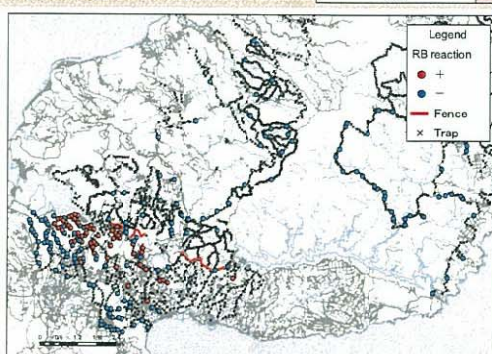 Legend
RB reaction
+
−
Fence
Trap